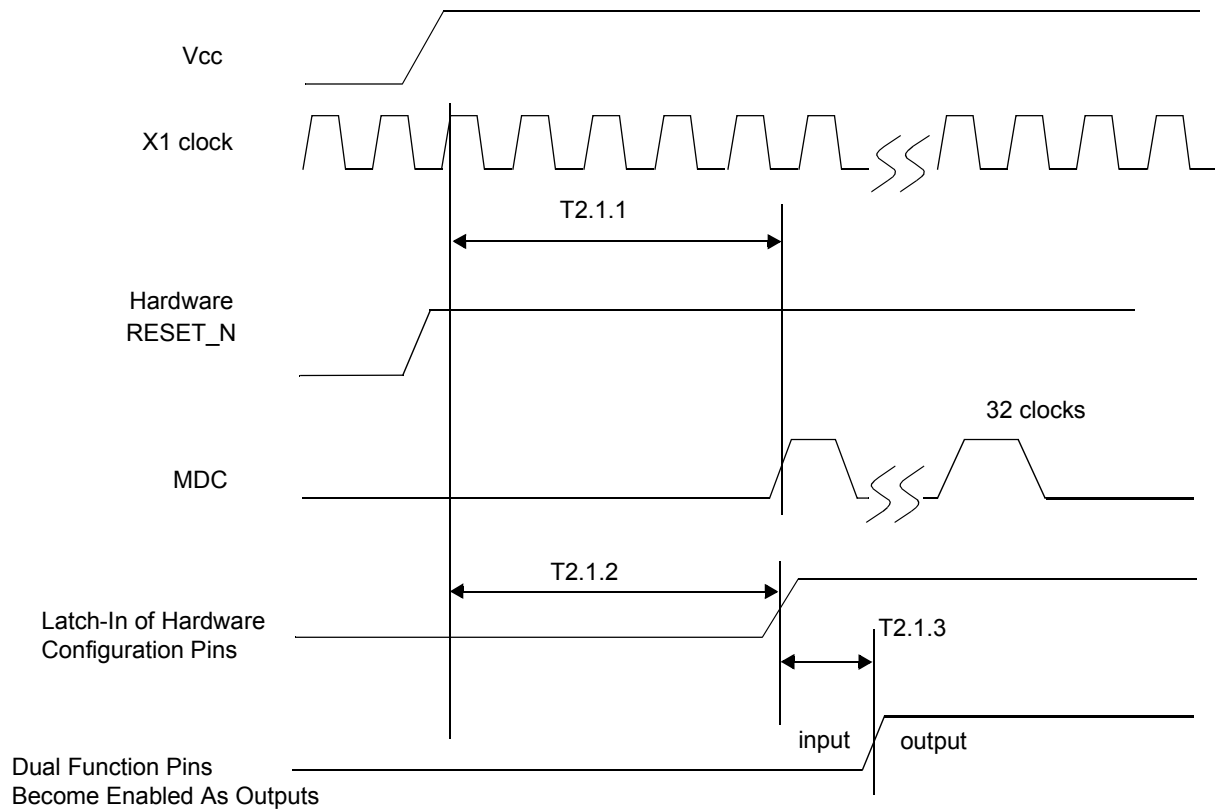 Vcc
X1 clock
T2.1.1
Hardware
RESET_N
32 clocks
MDC
T2.1.2
Latch-In of Hardware
Configuration Pins
T2.1.3
input
output
Dual Function Pins
Become Enabled As Outputs